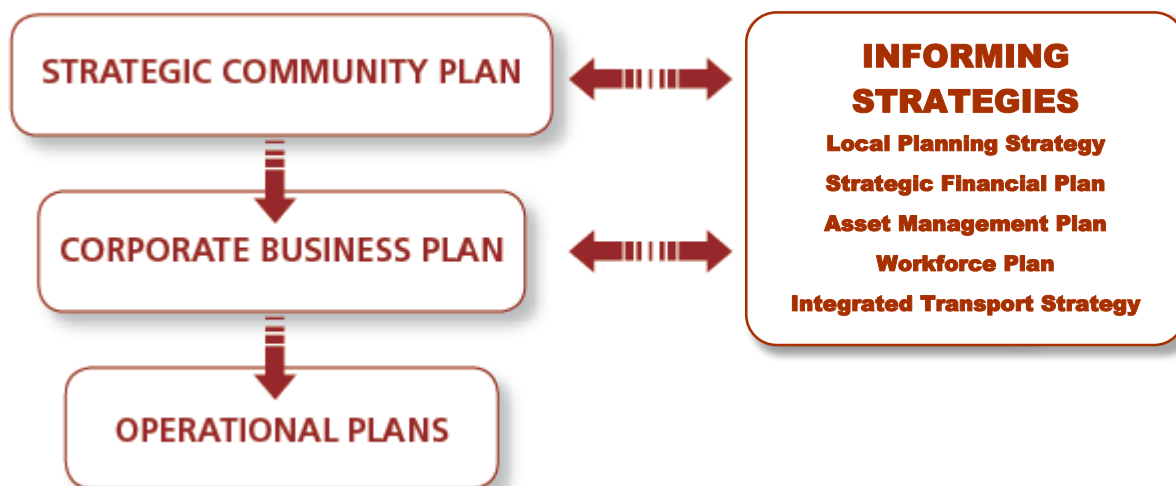 STRATEGIC COMMUNITY PLAN
CORPORATE BUSINESS PLAN
OPERATIONAL PLANS
INFORMING
STRATEGIES
Local Planning Strategy
Strategic Financial Plan
Asset Management Plan
Workforce Plan
Integrated Transport Strategy